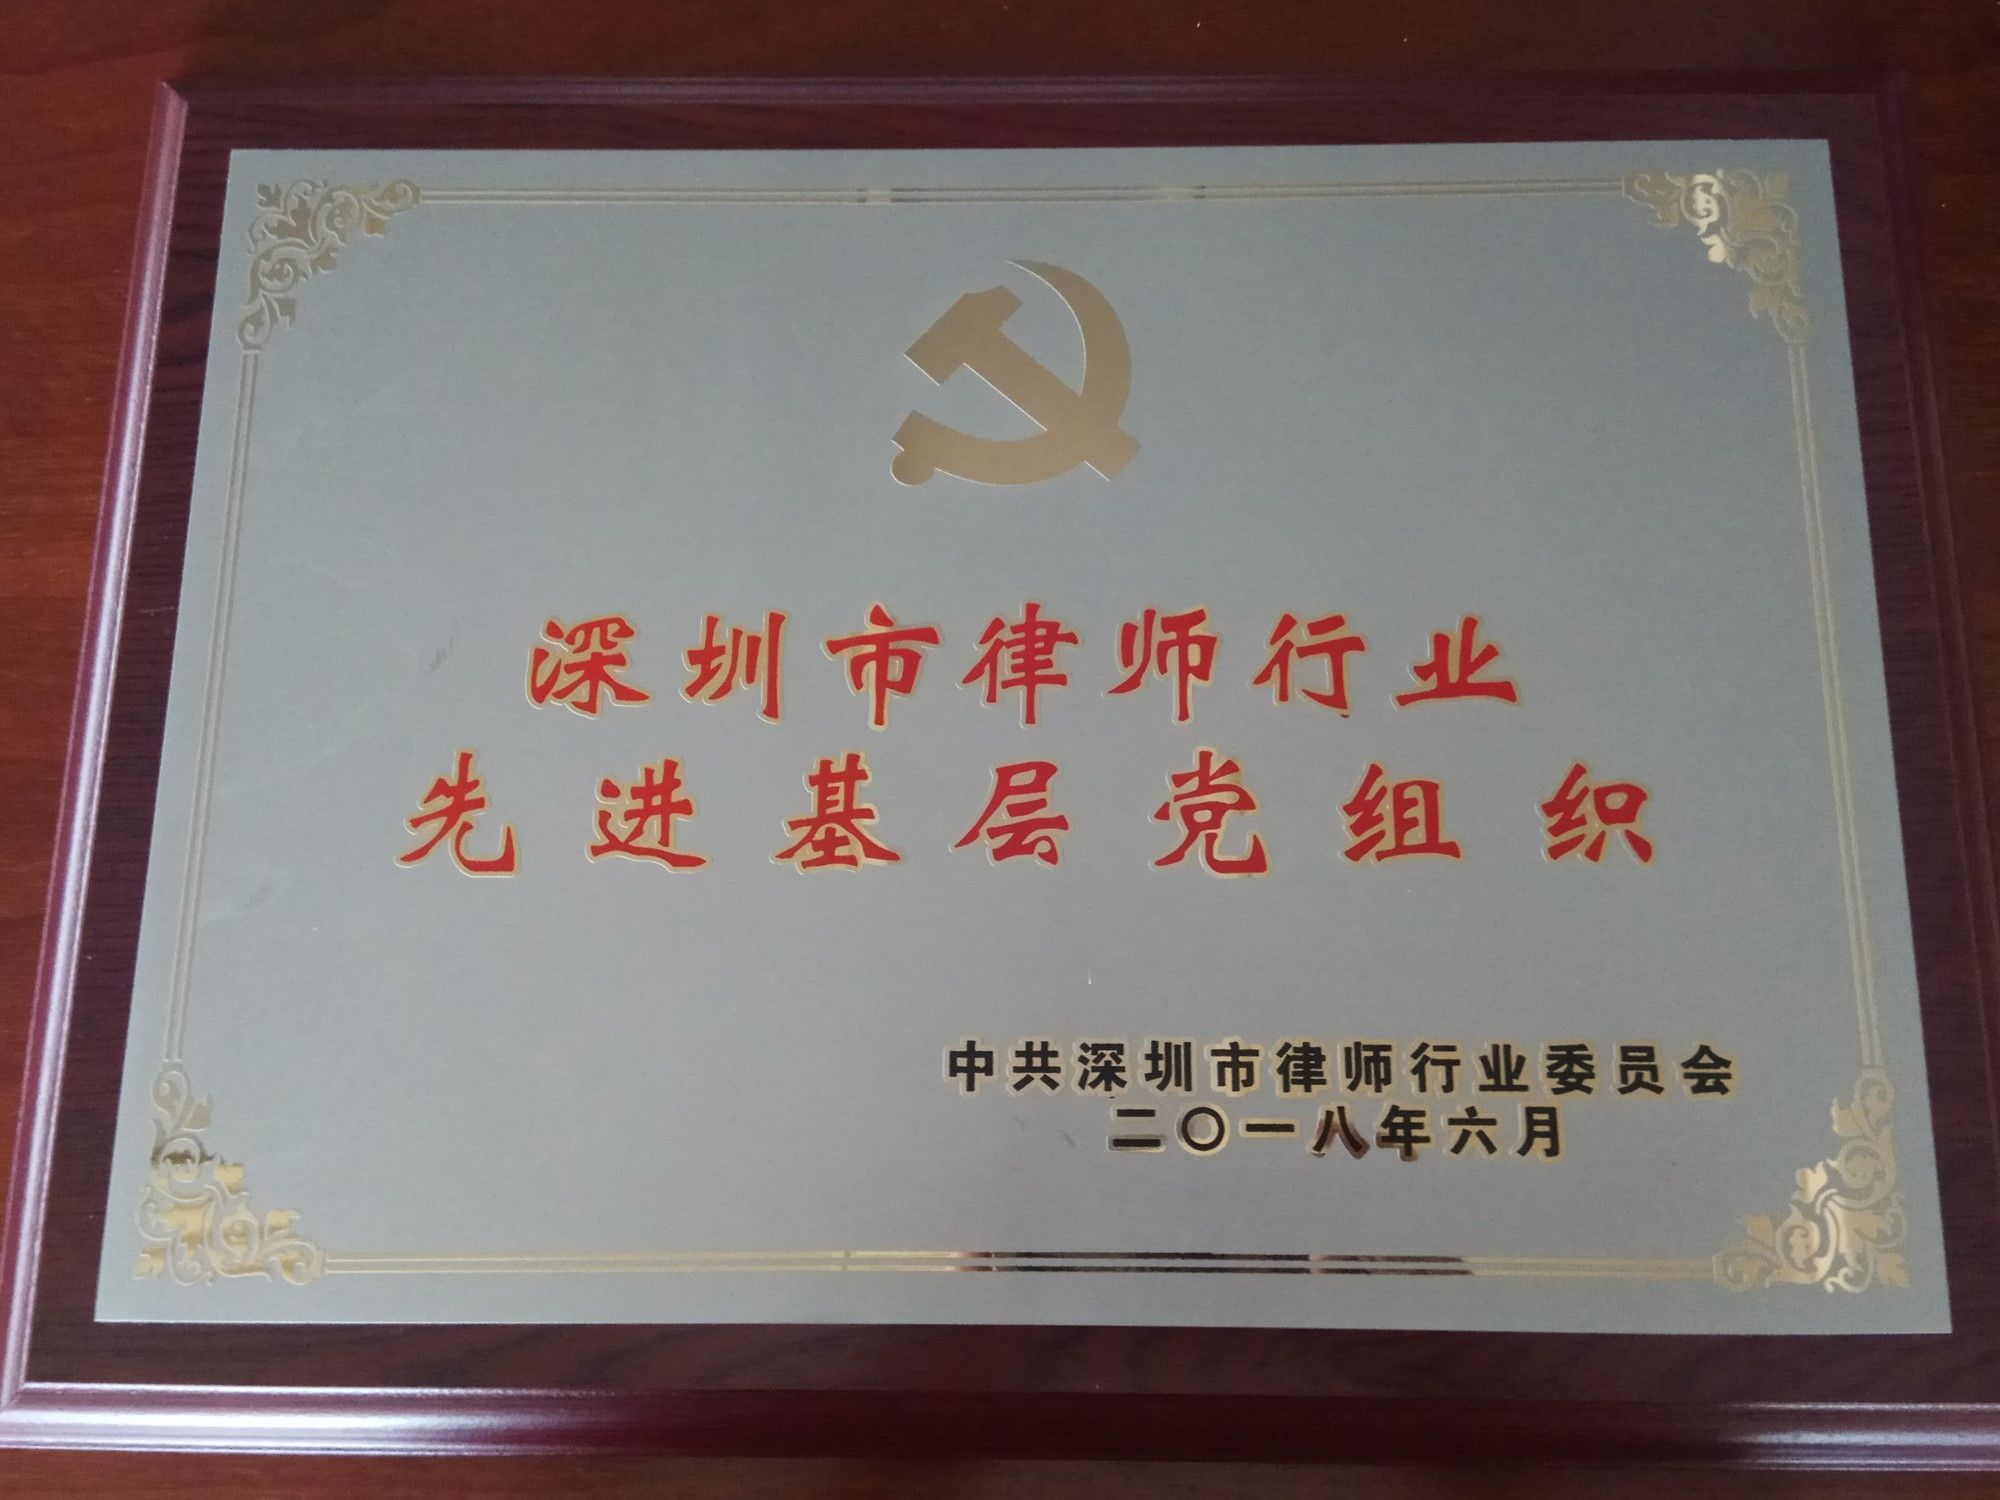 深圳市律师行业
先进基层党组织
中共深圳市律师行业委员会
二〇一八年六月